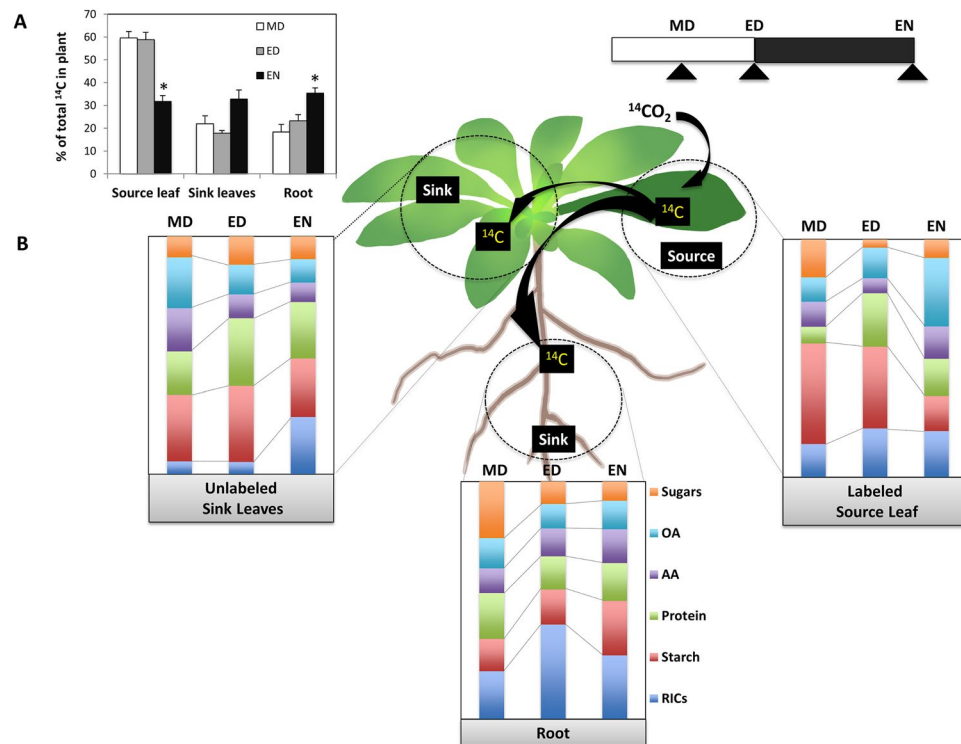 A
% of total ¹⁴C in plant
70
60
50
40
30
20
10
0
MD
ED
EN
*
*
Source leaf
Sink leaves
Root
MD ED EN
¹⁴CO₂
Sink
¹⁴C
¹⁴C
Source
¹⁴C
Sink
B
MD ED EN
Unlabeled
Sink Leaves
MD ED EN
Labeled
Source Leaf
MD ED EN
Root
Sugars
OA
AA
Protein
Starch
RICs